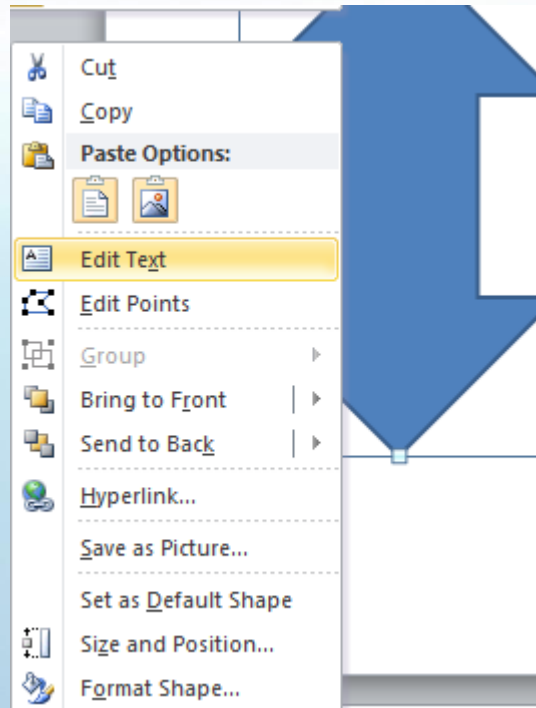 Cut
Copy
Paste Options:
Edit Text
Edit Points
Group
Bring to Front
Send to Back
Hyperlink...
Save as Picture...
Set as Default Shape
Size and Position...
Format Shape...